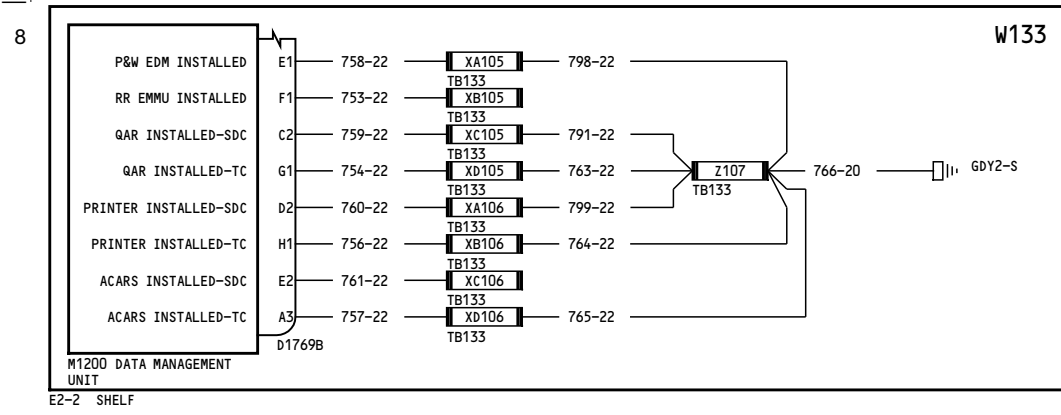 8
W133
P&W EDM INSTALLED E1 758-22 XA105 798-22
TB133
RR EMMU INSTALLED F1 753-22 XB105
TB133
QAR INSTALLED-SDC C2 759-22 XC105 791-22
TB133
QAR INSTALLED-TC G1 754-22 XD105 763-22 Z107 766-20 GDY2-S
TB133 TB133
PRINTER INSTALLED-SDC D2 760-22 XA106 799-22
TB133
PRINTER INSTALLED-TC H1 756-22 XB106 764-22
TB133
ACARS INSTALLED-SDC E2 761-22 XC106
TB133
ACARS INSTALLED-TC A3 757-22 XD106 765-22
TB133
D1769B
M1200 DATA MANAGEMENT
UNIT
E2-2 SHELF